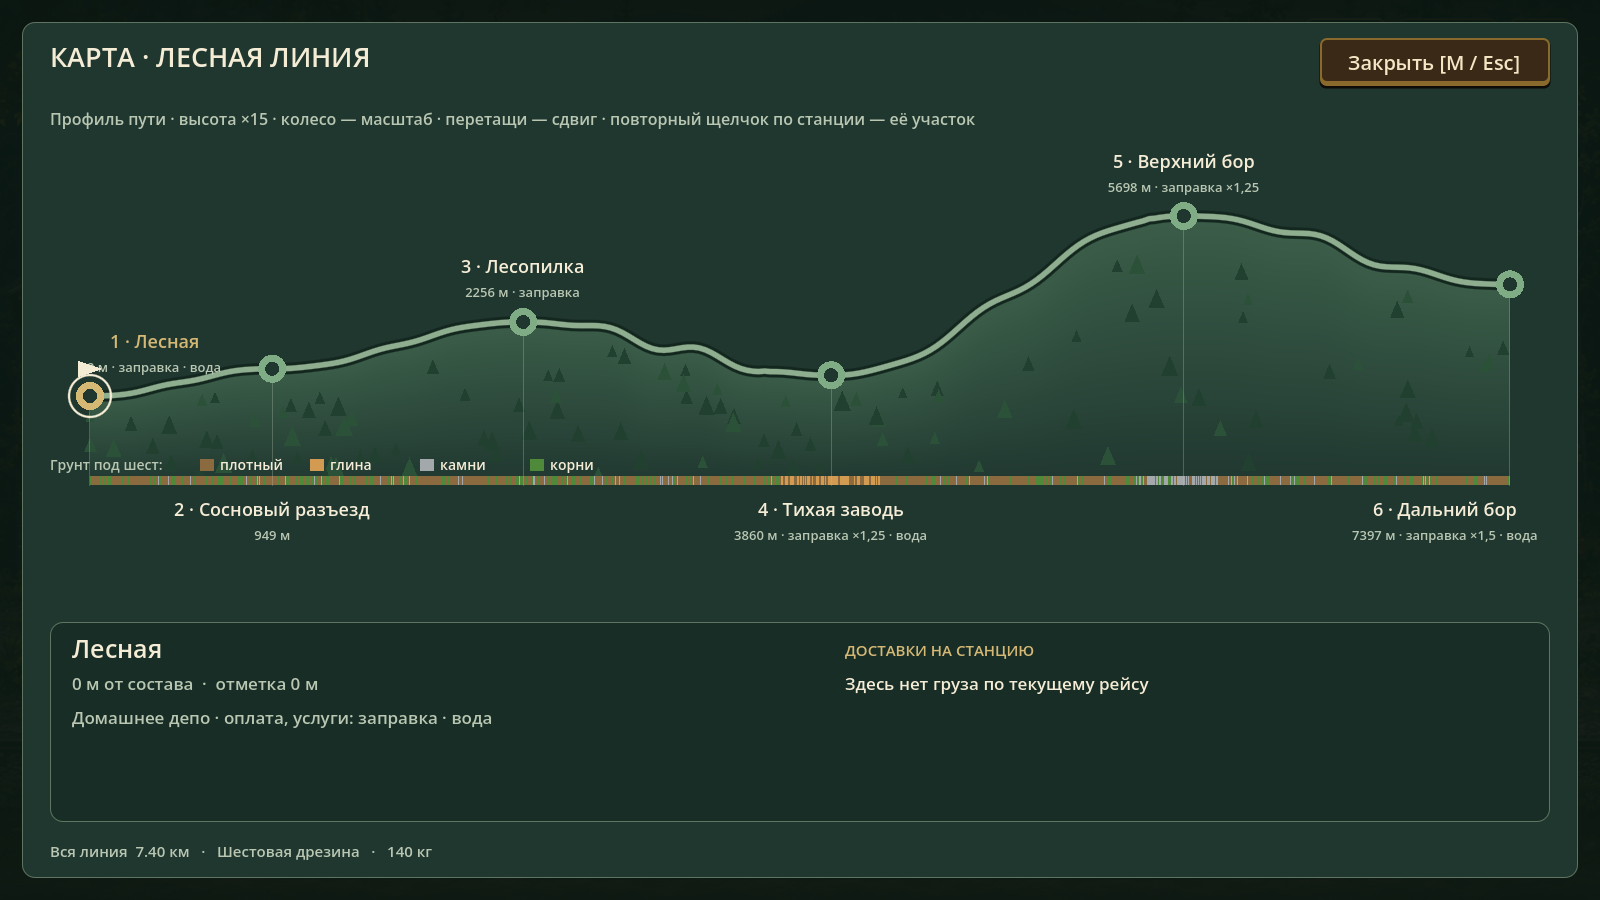 КАРТА · ЛЕСНАЯ ЛИНИЯ
Закрыть [M / Esc]
Профиль пути · высота ×15 · колесо — масштаб · перетащи — сдвиг · повторный щелчок по станции — её участок
5 · Верхний бор
5698 м · заправка ×1,25
3 · Лесопилка
2256 м · заправка
1 · Лесная
м · заправка · вода
Грунт под шест:
плотный
глина
камни
корни
2 · Сосновый разъезд
949 м
4 · Тихая заводь
3860 м · заправка ×1,25 · вода
6 · Дальний бор
7397 м · заправка ×1,5 · вода
Лесная
0 м от состава · отметка 0 м
Домашнее депо · оплата, услуги: заправка · вода
ДОСТАВКИ НА СТАНЦИЮ
Здесь нет груза по текущему рейсу
Вся линия 7.40 км · Шестовая дрезина · 140 кг